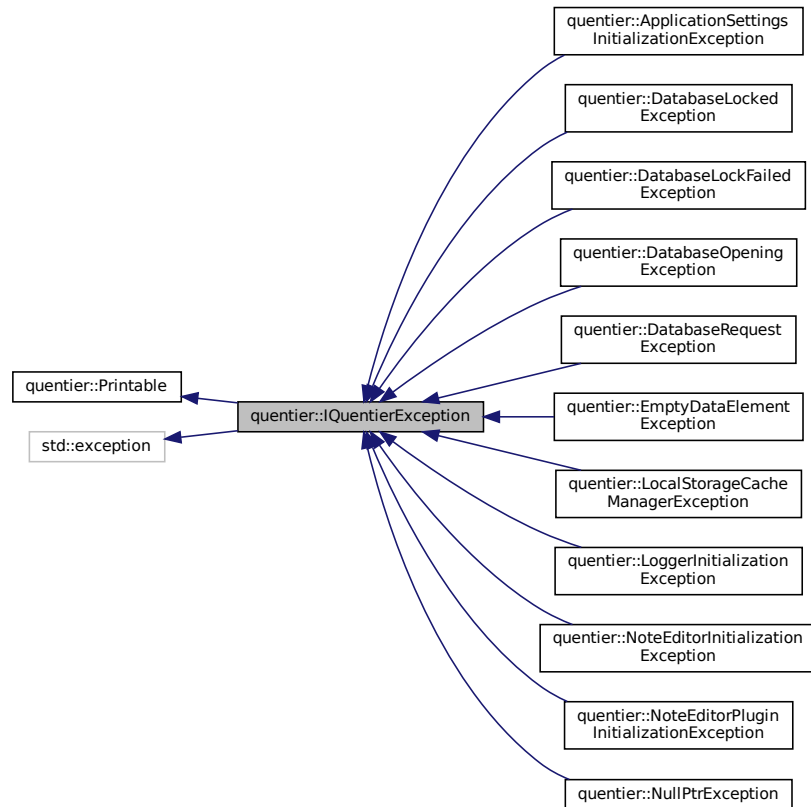 quentier::ApplicationSettings
InitializationException
quentier::DatabaseLocked
Exception
quentier::DatabaseLockFailed
Exception
quentier::DatabaseOpening
Exception
quentier::DatabaseRequest
Exception
quentier::Printable
quentier::IQuentierException
quentier::EmptyDataElement
Exception
std::exception
quentier::LocalStorageCache
ManagerException
quentier::LoggerInitialization
Exception
quentier::NoteEditorInitialization
Exception
quentier::NoteEditorPlugin
InitializationException
quentier::NullPtrException